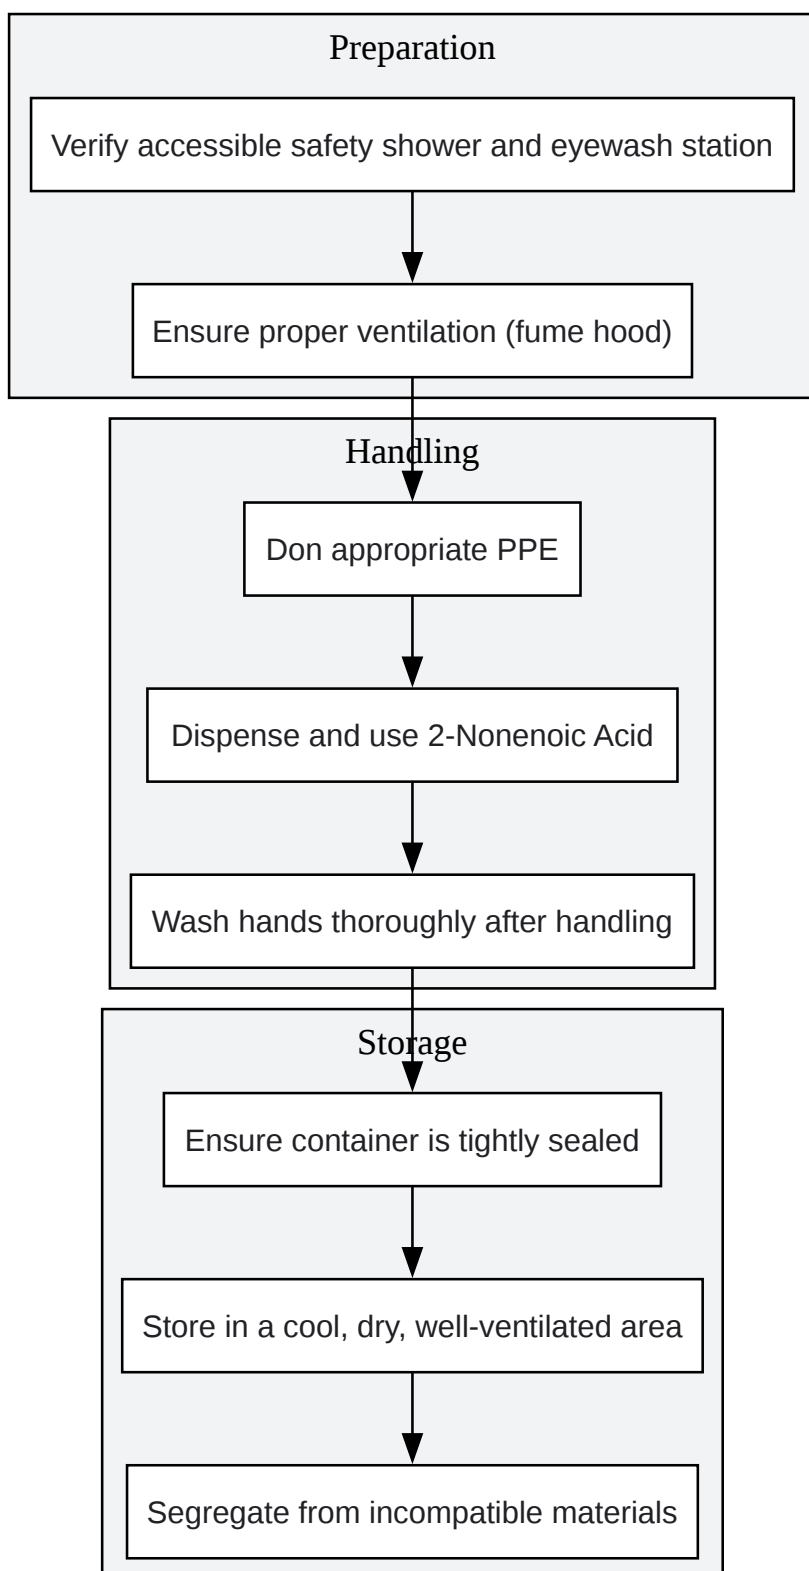 Preparation
Verify accessible safety shower and eyewash station
Ensure proper ventilation (fume hood)
Handling
Don appropriate PPE
Dispense and use 2-Nonenoic Acid
Wash hands thoroughly after handling
Storage
Ensure container is tightly sealed
Store in a cool, dry, well-ventilated area
Segregate from incompatible materials